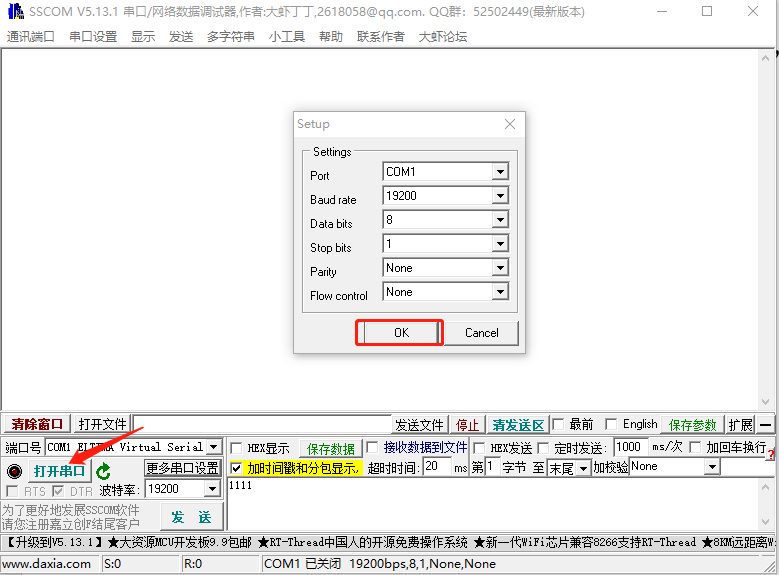 SSCOM V5.13.1 串口/网络数据调试器,作者:大虾丁丁,2618058@qq.com. QQ群：52502449(最新版本)
通讯端口 串口设置 显示 发送 多字符串 小工具 帮助 联系作者 大虾论坛
Setup
Settings
Port COM1
Baud rate 19200
Data bits 8
Stop bits 1
Parity None
Flow control None
OK Cancel
清除窗口 打开文件 发送文件 停止 清发送区 最前 English 保存参数 扩展 —
端口号 COM1 ELTIMA Virtual Serial HEX显示 保存数据 接收数据到文件 HEX发送 定时发送: 1000 ms/次 加回车换行
打开串口 更多串口设置 加时间戳和分包显示, 超时时间: 20 ms 第 1 字节 至 末尾 加校验 None
RTS DTR 波特率: 19200 1111
为了更好地发展SSCOM软件
请您注册嘉立创F结尾客户
发 送
【升级到V5.13.1】★大资源MCU开发板9.9包邮 ★RT-Thread中国人的开源免费操作系统 ★新一代WiFi芯片兼容8266支持RT-Thread ★8KM远距离W
www.daxia.com S:0 R:0 COM1 已关闭 19200bps,8,1,None,None